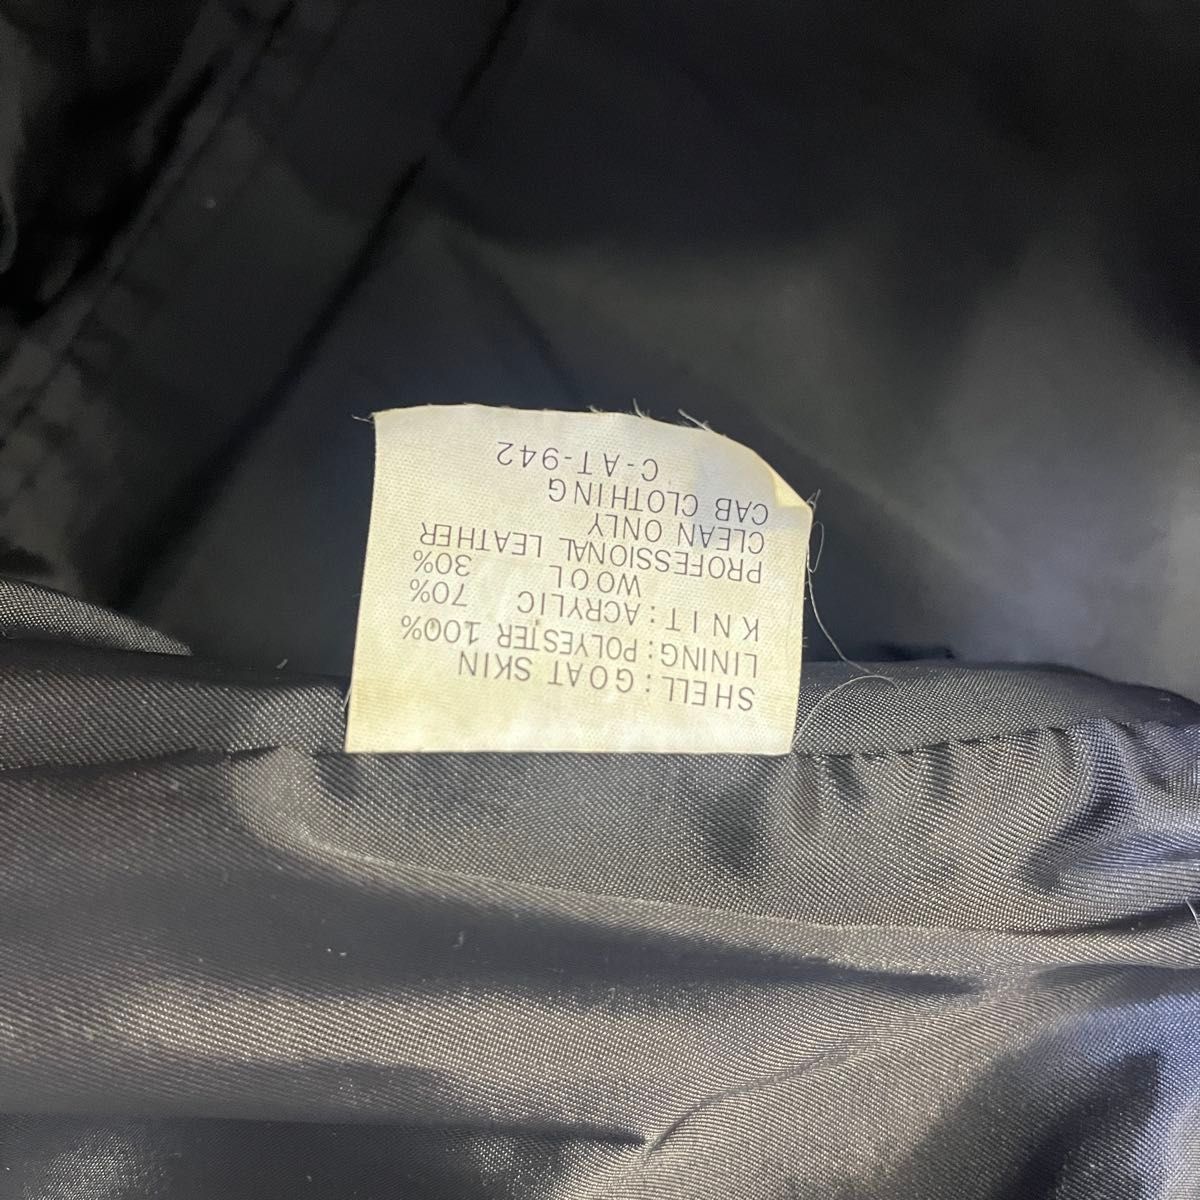 SHELL:GOAT SKIN
LINING:POLYESTER 100%
KNIT:ACRYLIC 70%
WOOL 30%
PROFESSIONAL LEATHER
CLEAN ONLY
CAB CLOTHING
C-AT-942